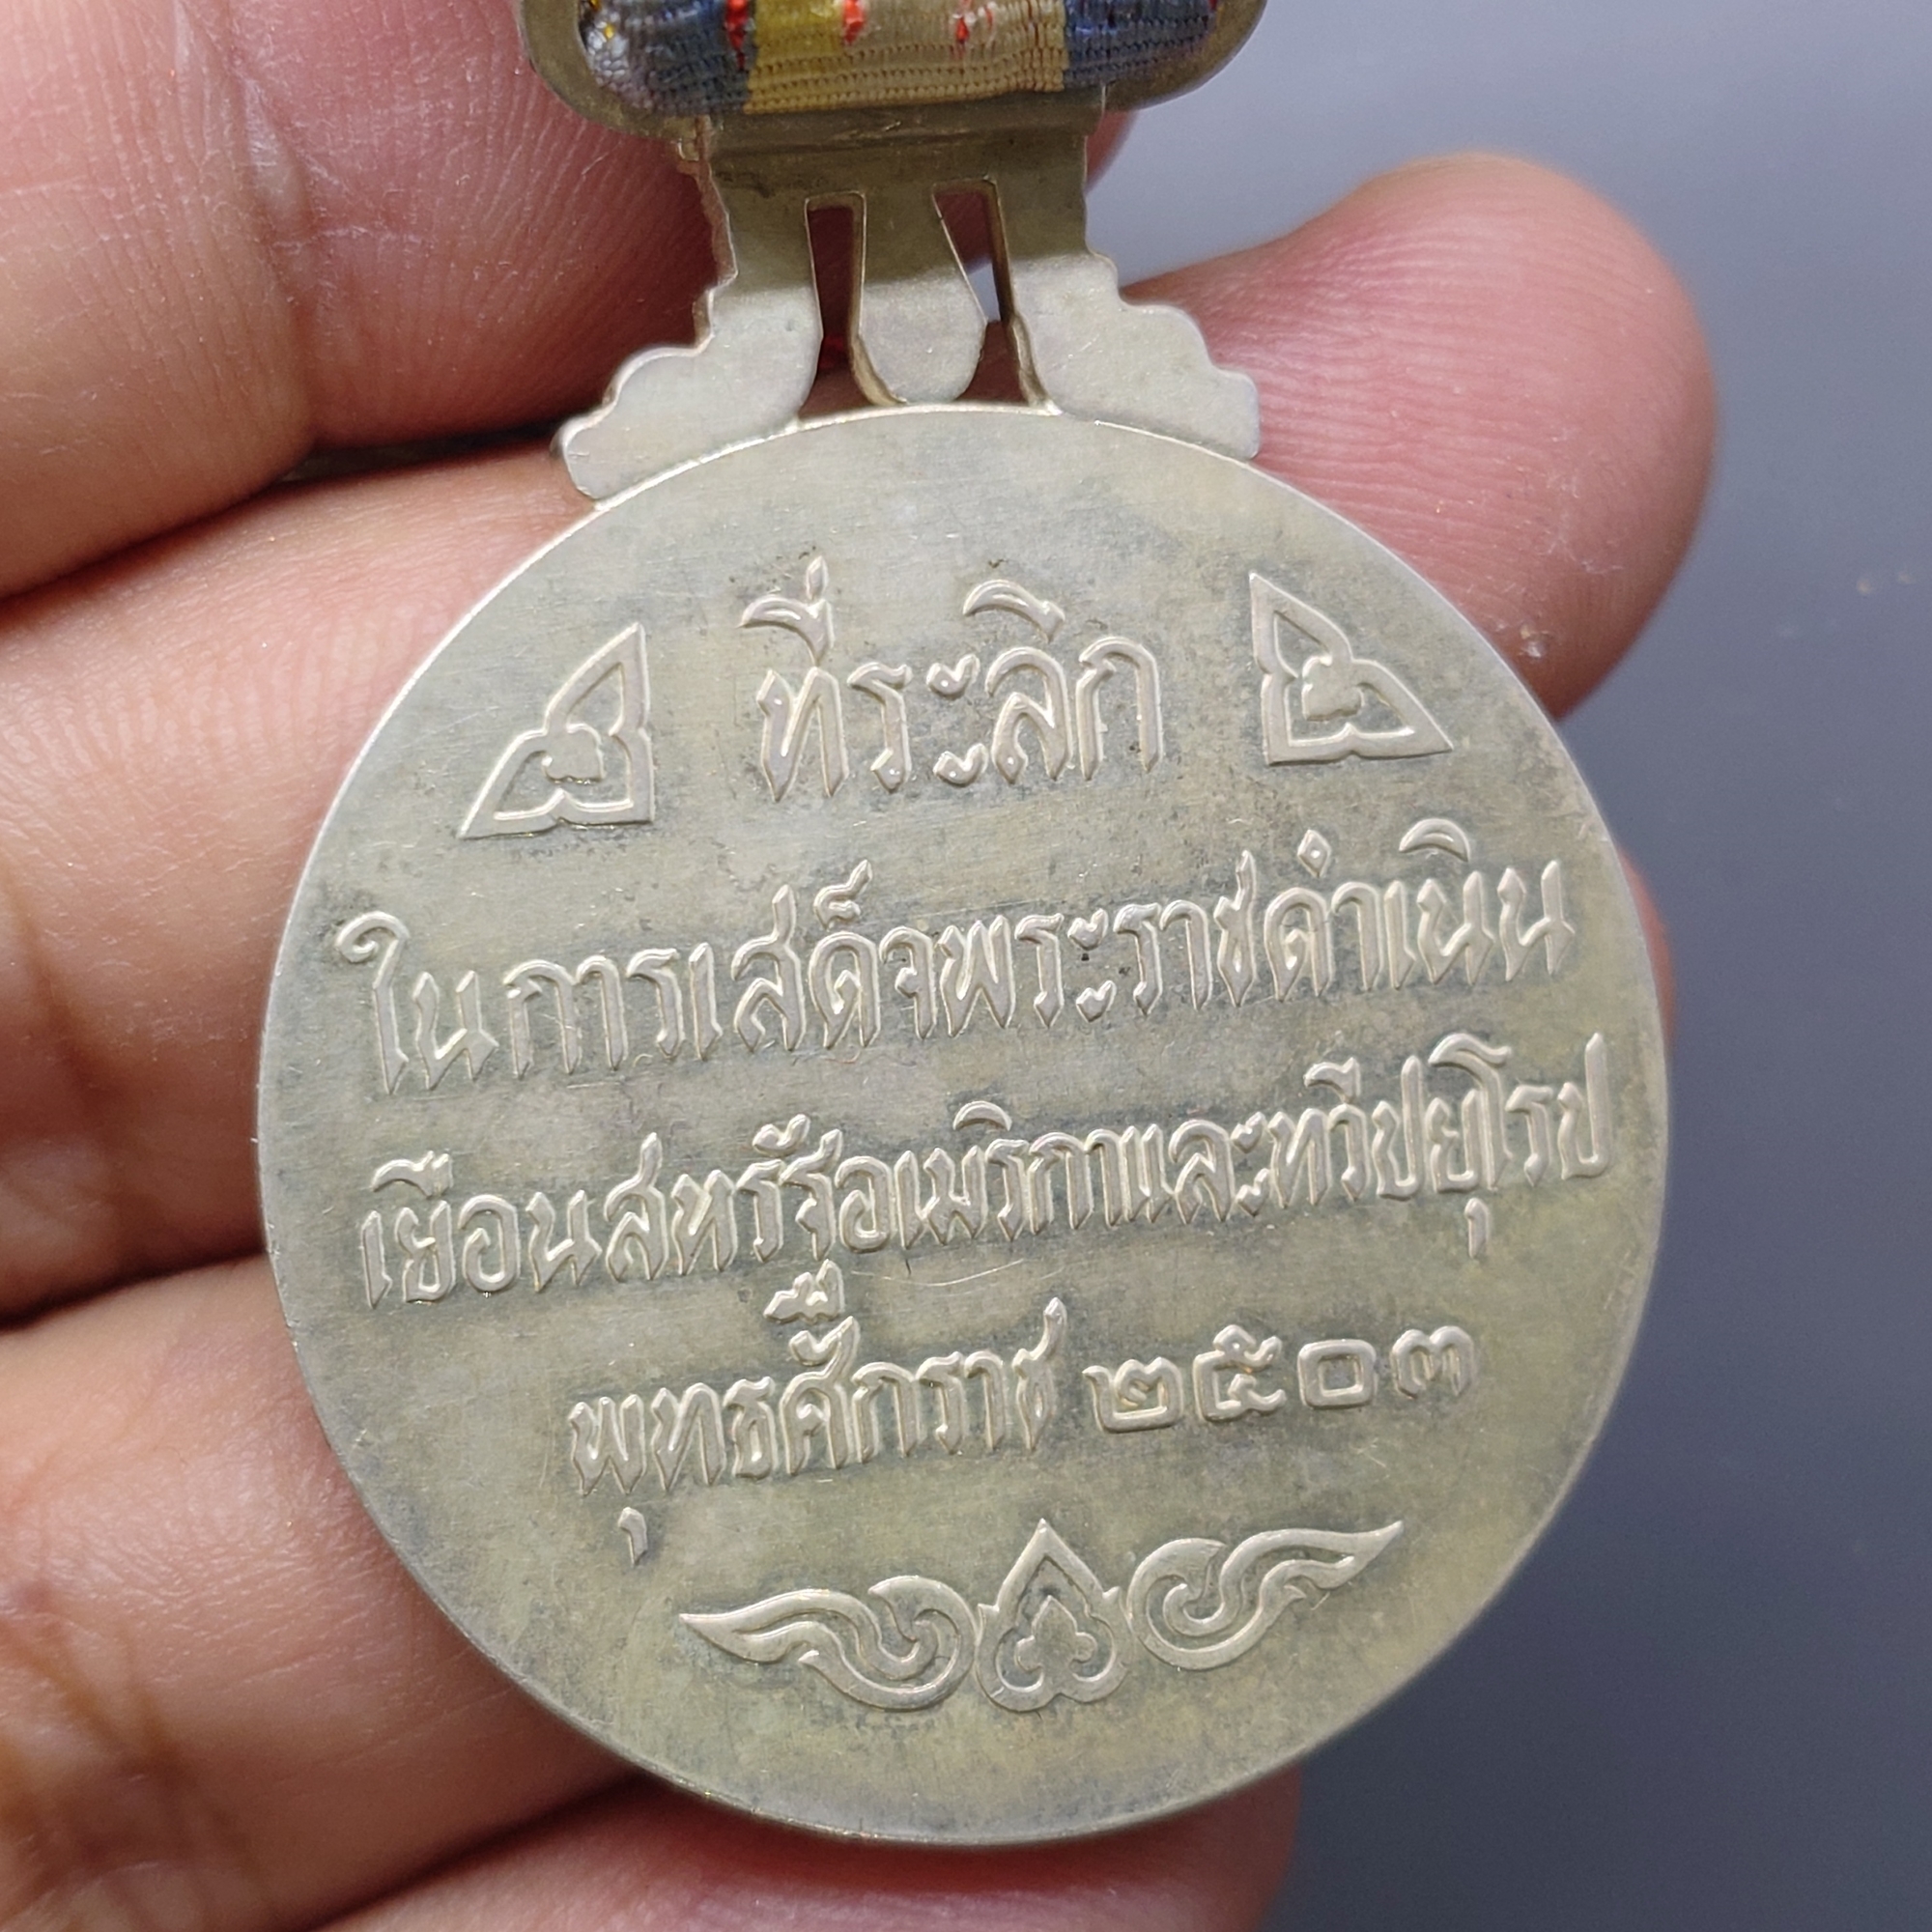 ที่ระลึก
ในการเสด็จพระราชดำเนิน
เยือนสหรัฐอเมริกาและทวีปยุโรป
พุทธศักราช ๒๕๐๓